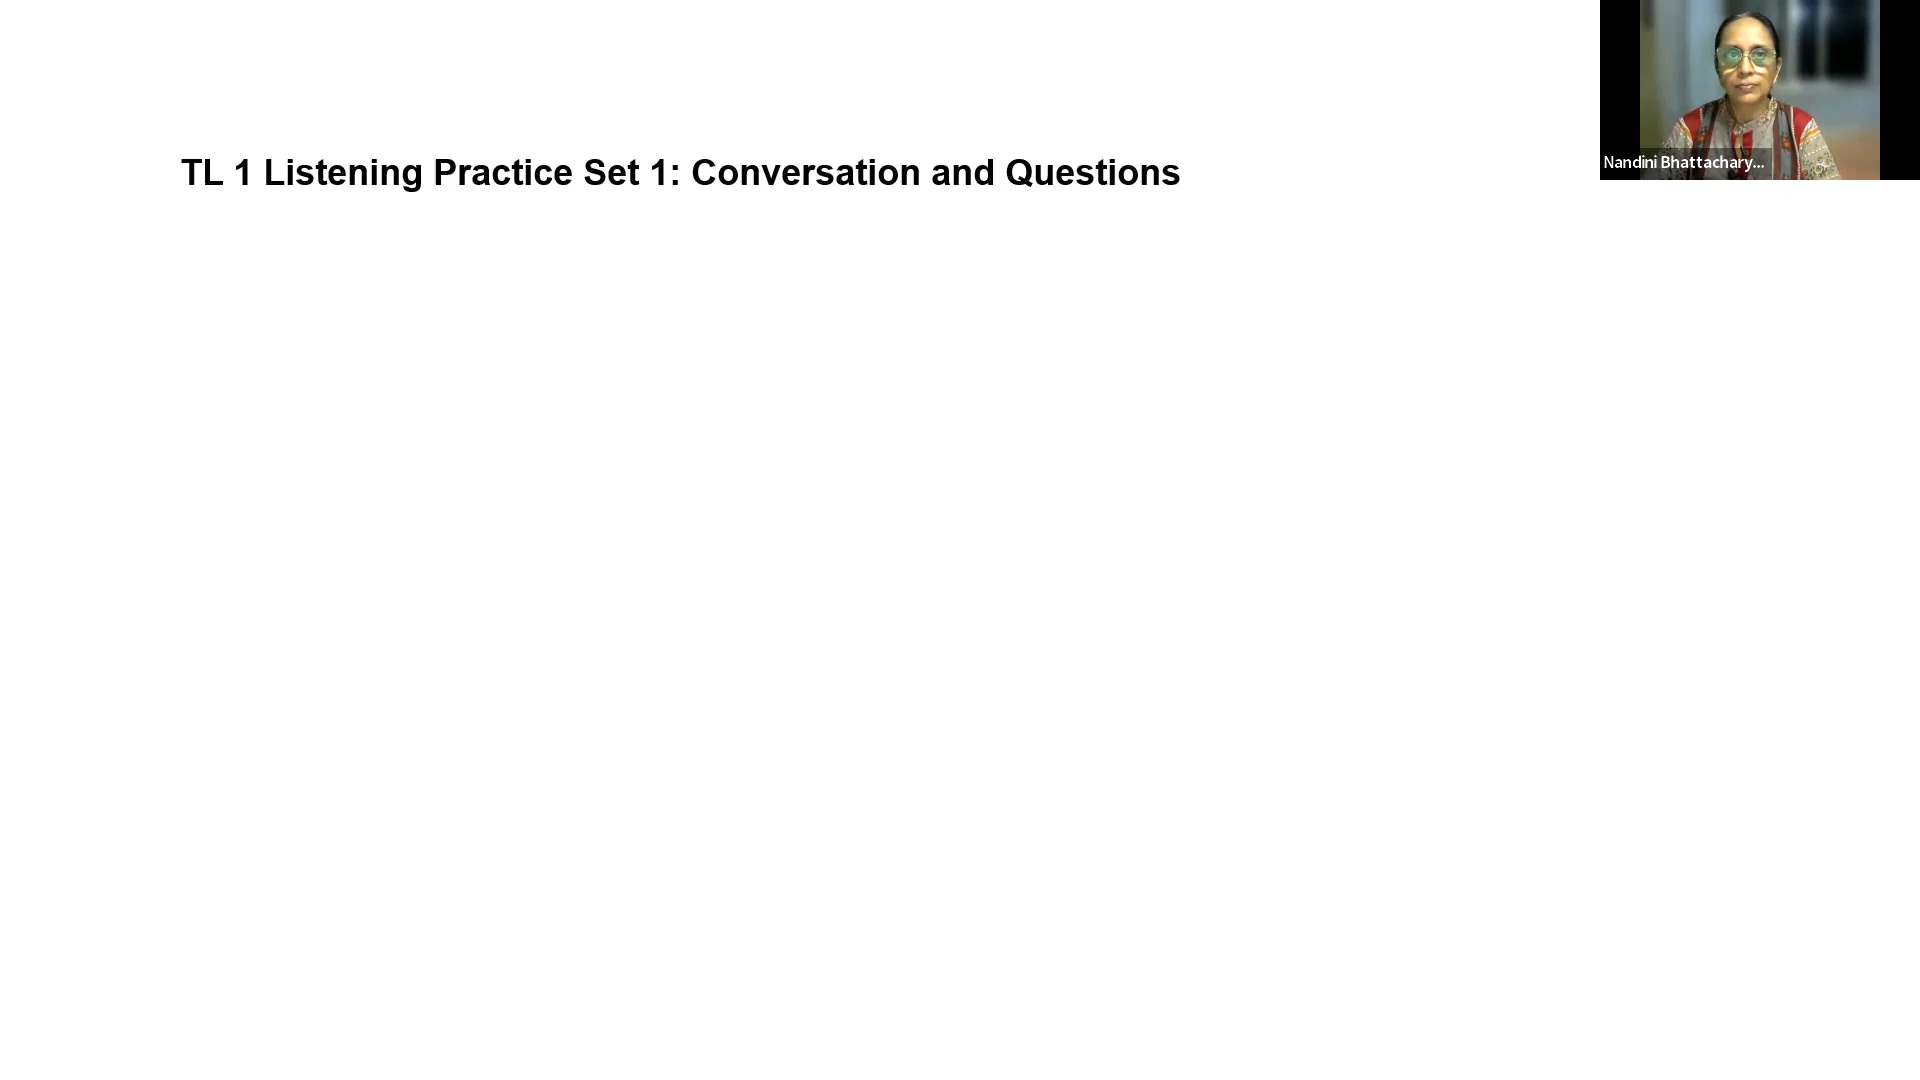 TL 1 Listening Practice Set 1: Conversation and Questions
Nandini Bhattachary...